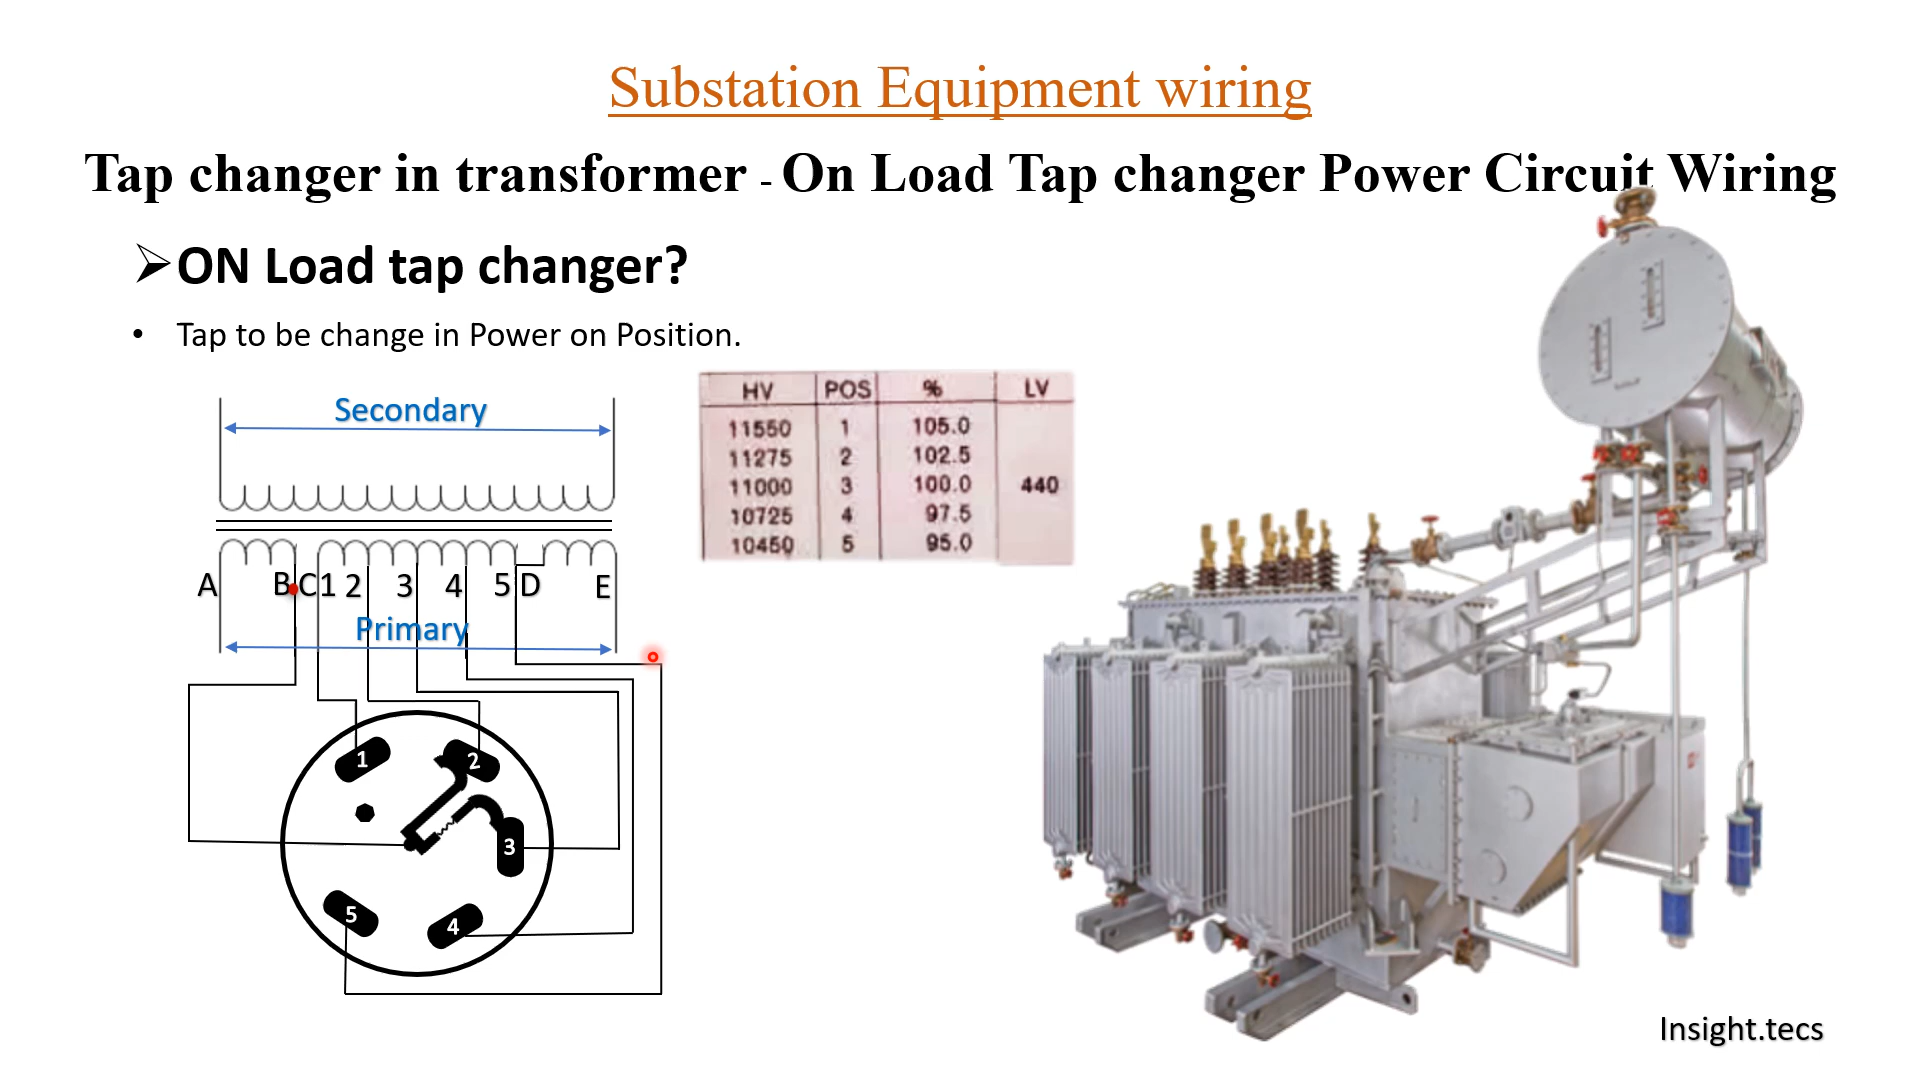 Substation Equipment wiring
Tap changer in transformer - On Load Tap changer Power Circuit Wiring
ON Load tap changer?
• Tap to be change in Power on Position.
Secondary
HV POS % LV
11550 1 105.0
11275 2 102.5
11000 3 100.0 440
10725 4 97.5
10450 5 95.0
A B C 1 2 3 4 5 D E
Primary
1 2
3
5 4
Insight.tecs